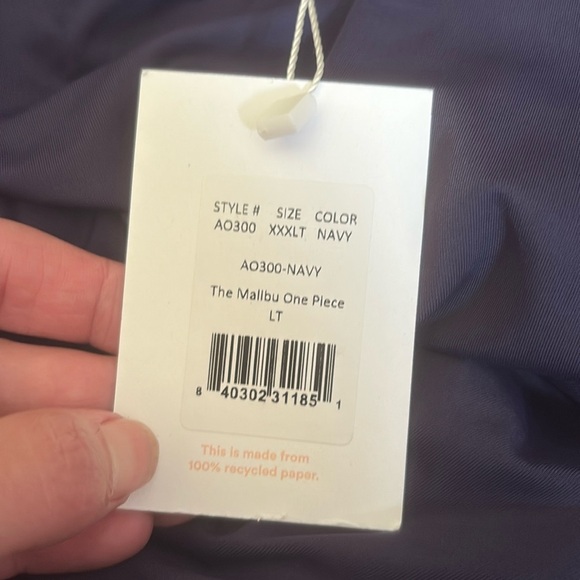 STYLE # SIZE COLOR
AO300 XXXLT NAVY
AO300-NAVY
The Malibu One Piece
LT
8 40302 31185 1
This is made from
100% recycled paper.